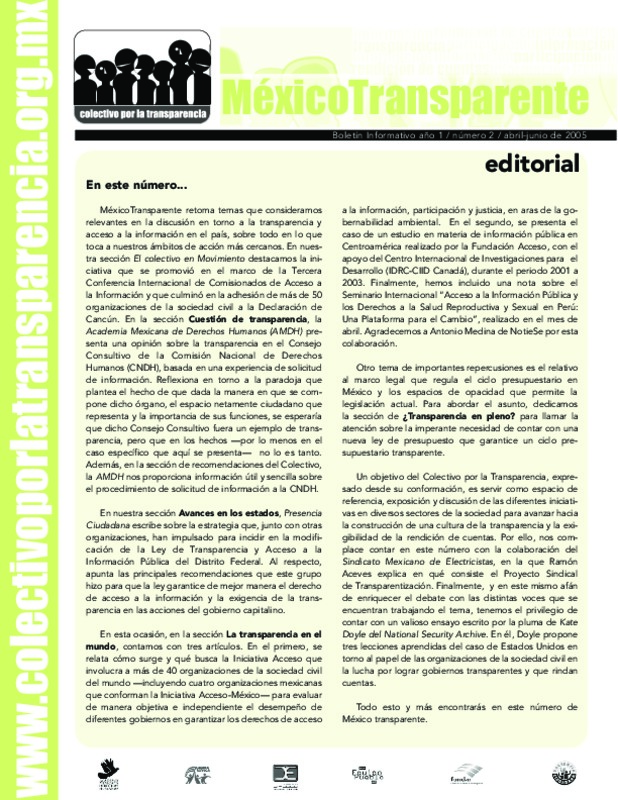 www.colectivoporlatransparencia.org.mx
colectivo por la transparencia
MéxicoTransparente
Boletín Informativo año 1 / número 2 / abril-junio de 2005
editorial
En este número...
MéxicoTransparente retoma temas que consideramos
relevantes en la discusión en torno a la transparencia y
acceso a la información en el país, sobre todo en lo que
toca a nuestros ámbitos de acción más cercanos. En nues-
tra sección El colectivo en Movimiento destacamos la ini-
ciativa que se promovió en el marco de la Tercera
Conferencia Internacional de Comisionados de Acceso a
la Información y que culminó en la adhesión de más de 50
organizaciones de la sociedad civil a la Declaración de
Cancún. En la sección Cuestión de transparencia, la
Academia Mexicana de Derechos Humanos (AMDH) pre-
senta una opinión sobre la transparencia en el Consejo
Consultivo de la Comisión Nacional de Derechos
Humanos (CNDH), basada en una experiencia de solicitud
de información. Reflexiona en torno a la paradoja que
plantea el hecho de que dada la manera en que se com-
pone dicho órgano, el espacio netamente ciudadano que
representa y la importancia de sus funciones, se esperaría
que dicho Consejo Consultivo fuera un ejemplo de trans-
parencia, pero que en los hechos —por lo menos en el
caso específico que aquí se presenta— no lo es tanto.
Además, en la sección de recomendaciones del Colectivo,
la AMDH nos proporciona información útil y sencilla sobre
el procedimiento de solicitud de información a la CNDH.
En nuestra sección Avances en los estados, Presencia
Ciudadana escribe sobre la estrategia que, junto con otras
organizaciones, han impulsado para incidir en la modifi-
cación de la Ley de Transparencia y Acceso a la
Información Pública del Distrito Federal. Al respecto,
apunta las principales recomendaciones que este grupo
hizo para que la ley garantice de mejor manera el derecho
de acceso a la información y la exigencia de la trans-
parencia en las acciones del gobierno capitalino.
En esta ocasión, en la sección La transparencia en el
mundo, contamos con tres artículos. En el primero, se
relata cómo surge y qué busca la Iniciativa Acceso que
involucra a más de 40 organizaciones de la sociedad civil
del mundo —incluyendo cuatro organizaciones mexicanas
que conforman la Iniciativa Acceso-México— para evaluar
de manera objetiva e independiente el desempeño de
diferentes gobiernos en garantizar los derechos de acceso
a la información, participación y justicia, en aras de la go-
bernabilidad ambiental. En el segundo, se presenta el
caso de un estudio en materia de información pública en
Centroamérica realizado por la Fundación Acceso, con el
apoyo del Centro Internacional de Investigaciones para el
Desarrollo (IDRC-CIID Canadá), durante el periodo 2001 a
2003. Finalmente, hemos incluido una nota sobre el
Seminario Internacional “Acceso a la Información Pública y
los Derechos a la Salud Reproductiva y Sexual en Perú:
Una Plataforma para el Cambio”, realizado en el mes de
abril. Agradecemos a Antonio Medina de NotieSe por esta
colaboración.
Otro tema de importantes repercusiones es el relativo
al marco legal que regula el ciclo presupuestario en
México y los espacios de opacidad que permite la
legislación actual. Para abordar el asunto, dedicamos
la sección de ¿Transparencia en pleno? para llamar la
atención sobre la imperante necesidad de contar con una
nueva ley de presupuesto que garantice un ciclo pre-
supuestario transparente.
Un objetivo del Colectivo por la Transparencia, expre-
sado desde su conformación, es servir como espacio de
referencia, exposición y discusión de las diferentes iniciati-
vas en diversos sectores de la sociedad para avanzar hacia
la construcción de una cultura de la transparencia y la exi-
gibilidad de la rendición de cuentas. Por ello, nos com-
place contar en este número con la colaboración del
Sindicato Mexicano de Electricistas, en la que Ramón
Aceves explica en qué consiste el Proyecto Sindical
de Transparentización. Finalmente, y en este mismo afán
de enriquecer el debate con las distintas voces que se
encuentran trabajando el tema, tenemos el privilegio de
contar con un valioso ensayo escrito por la pluma de Kate
Doyle del National Security Archive. En él, Doyle propone
tres lecciones aprendidas del caso de Estados Unidos en
torno al papel de las organizaciones de la sociedad civil en
la lucha por lograr gobiernos transparentes y que rindan
cuentas.
Todo esto y más encontrarás en este número de
México transparente.